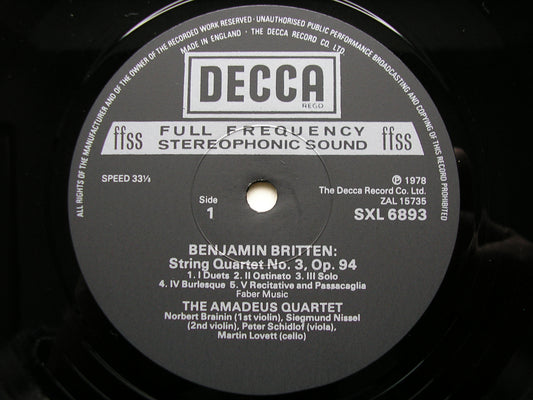 ALL RIGHTS OF THE MANUFACTURER AND OF THE OWNER OF THE RECORDED WORK RESERVED · UNAUTHORISED PUBLIC PERFORMANCE BROADCASTING AND COPYING OF THIS RECORD PROHIBITED
MADE IN ENGLAND · THE DECCA RECORD CO. LTD.
DECCA
REGD
ffss FULL FREQUENCY ffss
STEREOPHONIC SOUND
SPEED 33⅓
Side
1
℗ 1978
The Decca Record Co. Ltd.
ZAL 15735
SXL 6893
BENJAMIN BRITTEN:
String Quartet No. 3, Op. 94
1. I Duets 2. II Ostinato 3. III Solo
4. IV Burlesque 5. V Recitative and Passacaglia
Faber Music
THE AMADEUS QUARTET
Norbert Brainin (1st violin), Siegmund Nissel
(2nd violin), Peter Schidlof (viola),
Martin Lovett (cello)